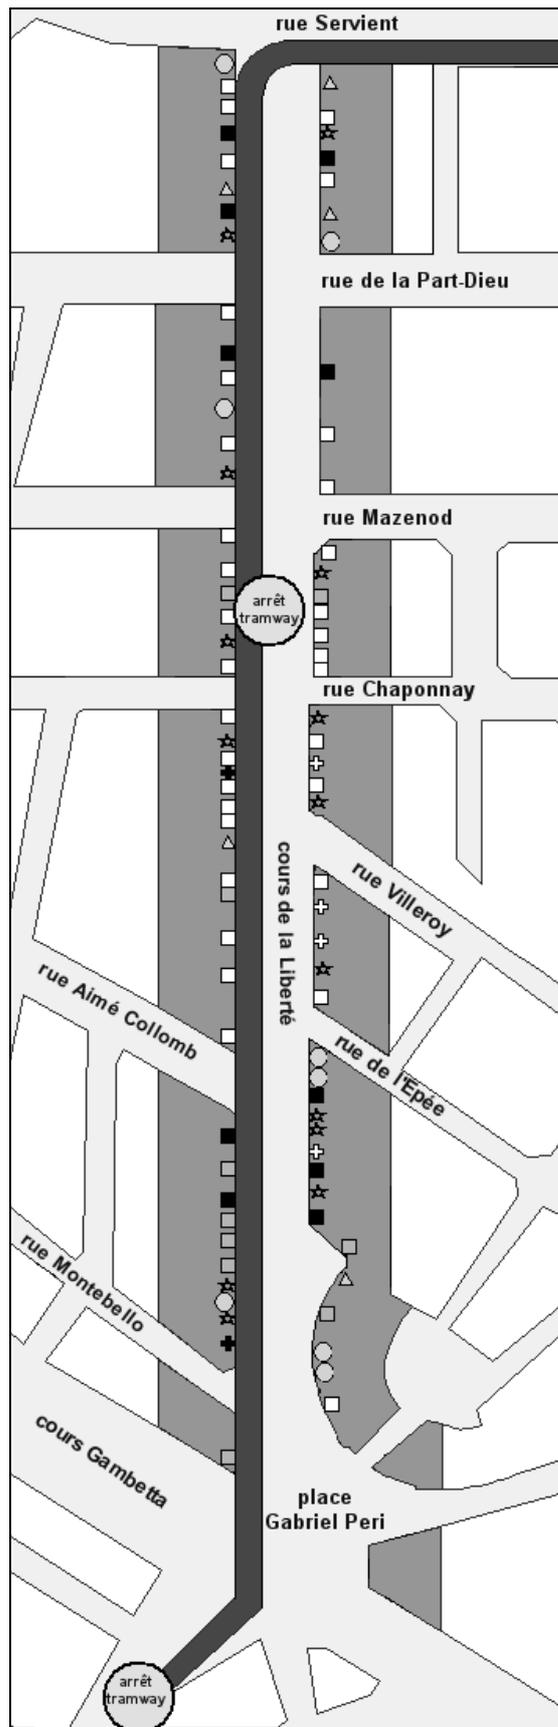 rue Servient
rue de la Part-Dieu
rue Mazenod
arrêt
tramway
rue Chaponnay
cours de la Liberté
rue Villeroy
rue Aimé Collomb
rue de l'Epée
rue Montebello
cours Gambetta
place
Gabriel Peri
arrêt
tramway